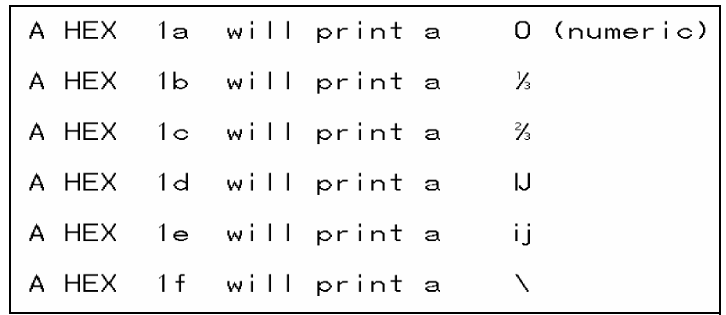 A HEX 1a will print a 0 (numeric)
A HEX 1b will print a ⅓
A HEX 1c will print a ⅔
A HEX 1d will print a IJ
A HEX 1e will print a ij
A HEX 1f will print a \